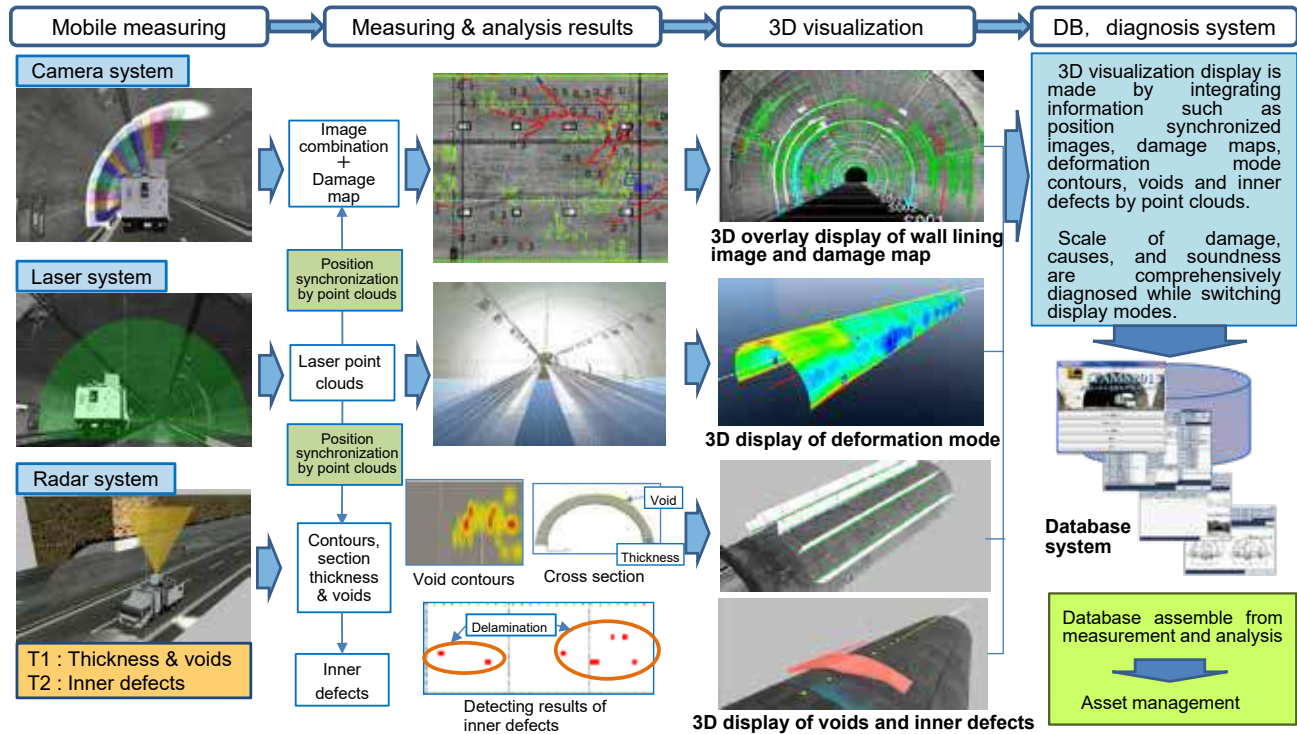 Mobile measuring
Measuring & analysis results
3D visualization
DB, diagnosis system
Camera system
Image
combination
+
Damage
map
3D overlay display of wall lining
image and damage map
Position
synchronization
by point clouds
Laser system
Laser point
clouds
3D display of deformation mode
Position
synchronization
by point clouds
Radar system
T1 : Thickness & voids
T2 : Inner defects
Contours,
section
thickness
& voids
Inner
defects
Void contours
Void
Thickness
Cross section
Delamination
Detecting results of
inner defects
3D display of voids and inner defects
3D visualization display is
made by integrating
information such as
position synchronized
images, damage maps,
deformation mode
contours, voids and inner
defects by point clouds.
Scale of damage,
causes, and soundness
are comprehensively
diagnosed while switching
display modes.
Database
system
Database assemble from
measurement and analysis
Asset management